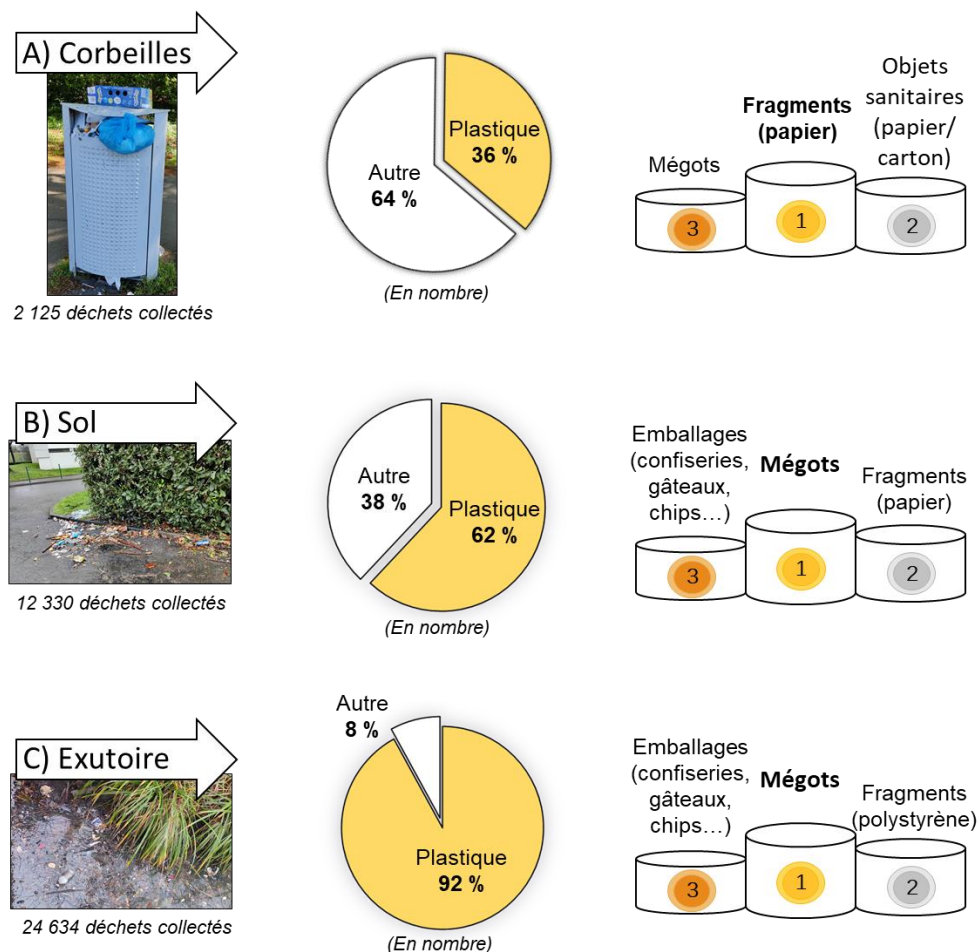 A) Corbeilles
2 125 déchets collectés
Autre
64 %
Plastique
36 %
(En nombre)
Mégots
3
Fragments
(papier)
1
Objets
sanitaires
(papier/
carton)
2
B) Sol
12 330 déchets collectés
Autre
38 %
Plastique
62 %
(En nombre)
Emballages
(confiseries,
gâteaux,
chips…)
3
Mégots
1
Fragments
(papier)
2
C) Exutoire
24 634 déchets collectés
Autre
8 %
Plastique
92 %
(En nombre)
Emballages
(confiseries,
gâteaux,
chips…)
3
Mégots
1
Fragments
(polystyrène)
2